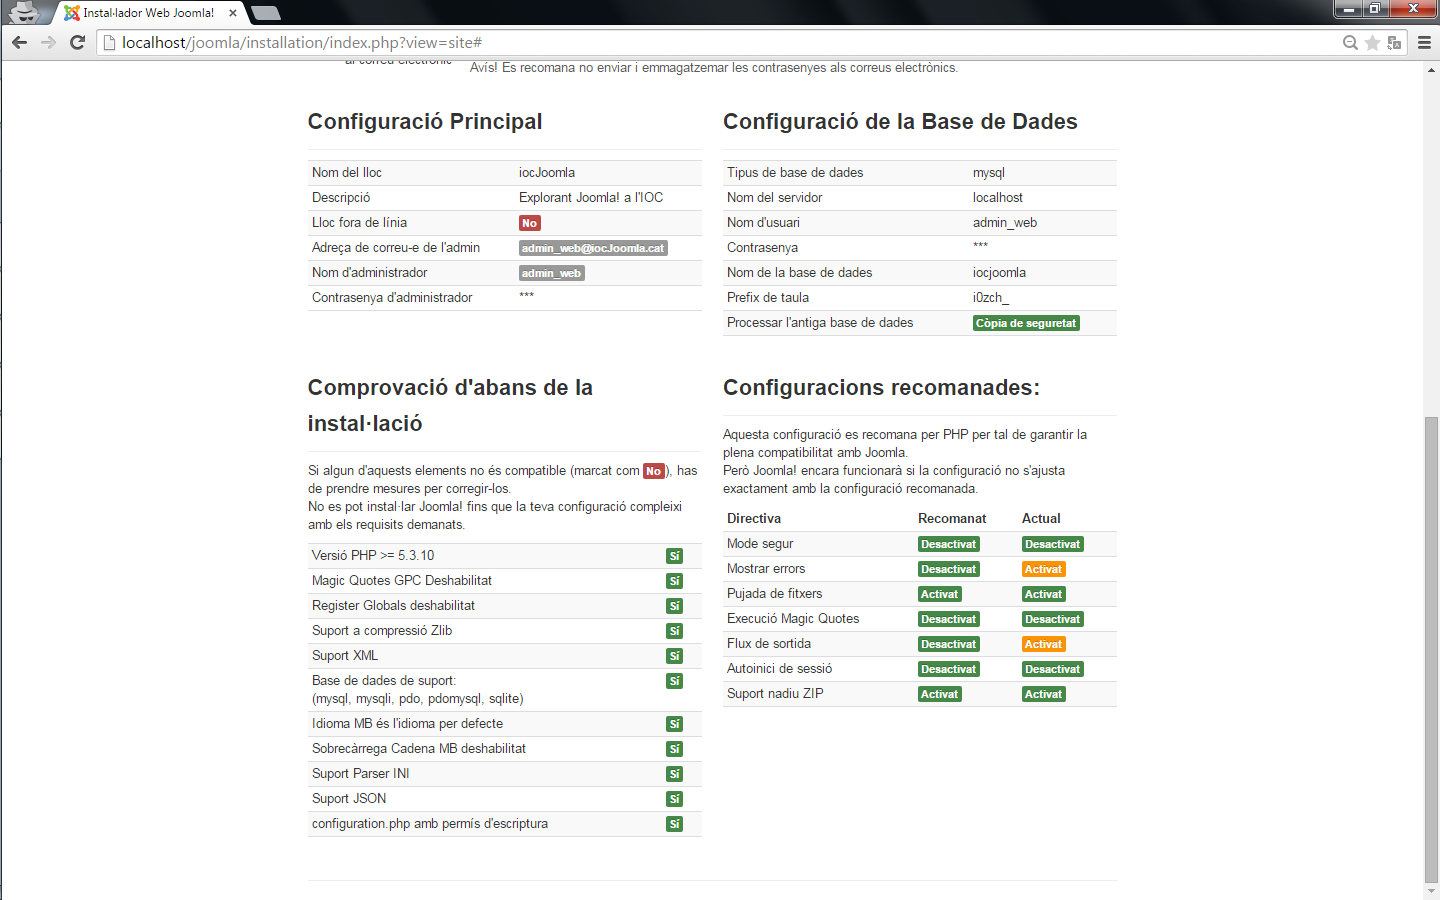 Instal·lador Web Joomla!
localhost/joomla/installation/index.php?view=site#
al correu electrònic
Avís! Es recomana no enviar i emmagatzemar les contrasenyes als correus electrònics.
Configuració Principal
Nom del lloc iocJoomla
Descripció Explorant Joomla! a l'IOC
Lloc fora de línia No
Adreça de correu-e de l'admin admin_web@iocJoomla.cat
Nom d'administrador admin_web
Contrasenya d'administrador ***
Configuració de la Base de Dades
Tipus de base de dades mysql
Nom del servidor localhost
Nom d'usuari admin_web
Contrasenya ***
Nom de la base de dades iocjoomla
Prefix de taula i0zch_
Processar l'antiga base de dades Còpia de seguretat
Comprovació d'abans de la
instal·lació
Si algun d'aquests elements no és compatible (marcat com No), has
de prendre mesures per corregir-los.
No es pot instal·lar Joomla! fins que la teva configuració compleixi
amb els requisits demanats.
Versió PHP >= 5.3.10 Sí
Magic Quotes GPC Deshabilitat Sí
Register Globals deshabilitat Sí
Suport a compressió Zlib Sí
Suport XML Sí
Base de dades de suport: Sí
(mysql, mysqli, pdo, pdomysql, sqlite)
Idioma MB és l'idioma per defecte Sí
Sobrecàrrega Cadena MB deshabilitat Sí
Suport Parser INI Sí
Suport JSON Sí
configuration.php amb permís d'escriptura Sí
Configuracions recomanades:
Aquesta configuració es recomana per PHP per tal de garantir la
plena compatibilitat amb Joomla.
Però Joomla! encara funcionarà si la configuració no s'ajusta
exactament amb la configuració recomanada.
Directiva Recomanat Actual
Mode segur Desactivat Desactivat
Mostrar errors Desactivat Activat
Pujada de fitxers Activat Activat
Execució Magic Quotes Desactivat Desactivat
Flux de sortida Desactivat Activat
Autoinici de sessió Desactivat Desactivat
Suport nadiu ZIP Activat Activat